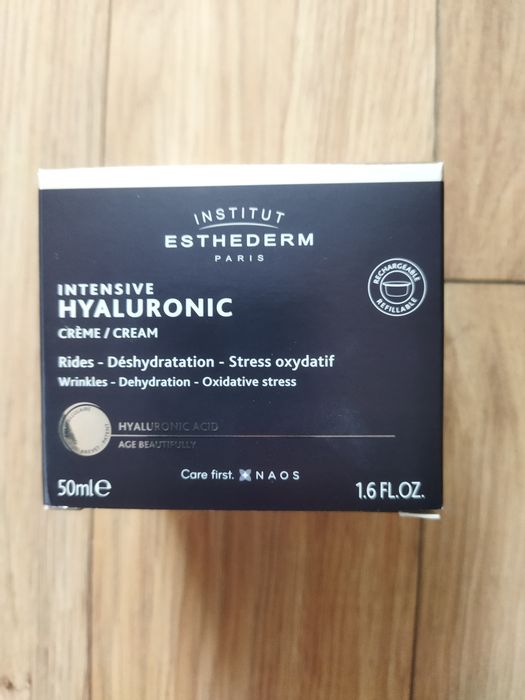 INSTITUT
ESTHEDERM
PARIS
INTENSIVE
HYALURONIC
CRÈME / CREAM
RECHARGEABLE
REFILLABLE
Rides - Déshydratation - Stress oxydatif
Wrinkles - Dehydration - Oxidative stress
HYALURONIC ACID
AGE BEAUTIFULLY
Care first. NAOS
50ml℮
1.6 FL.OZ.